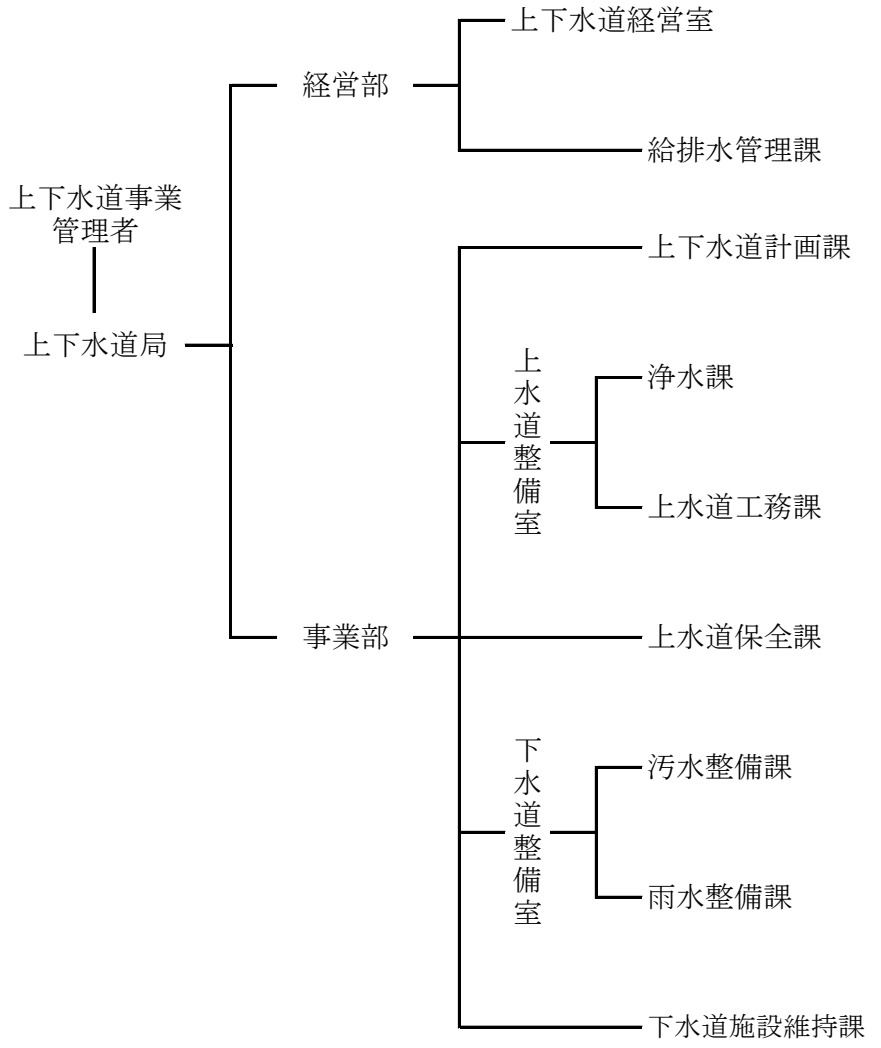 上下水道経営室
経営部
給排水管理課
上下水道事業
管理者
上下水道計画課
上下水道局
上水道整備室
浄水課
上水道工務課
事業部
上水道保全課
下水道整備室
汚水整備課
雨水整備課
下水道施設維持課